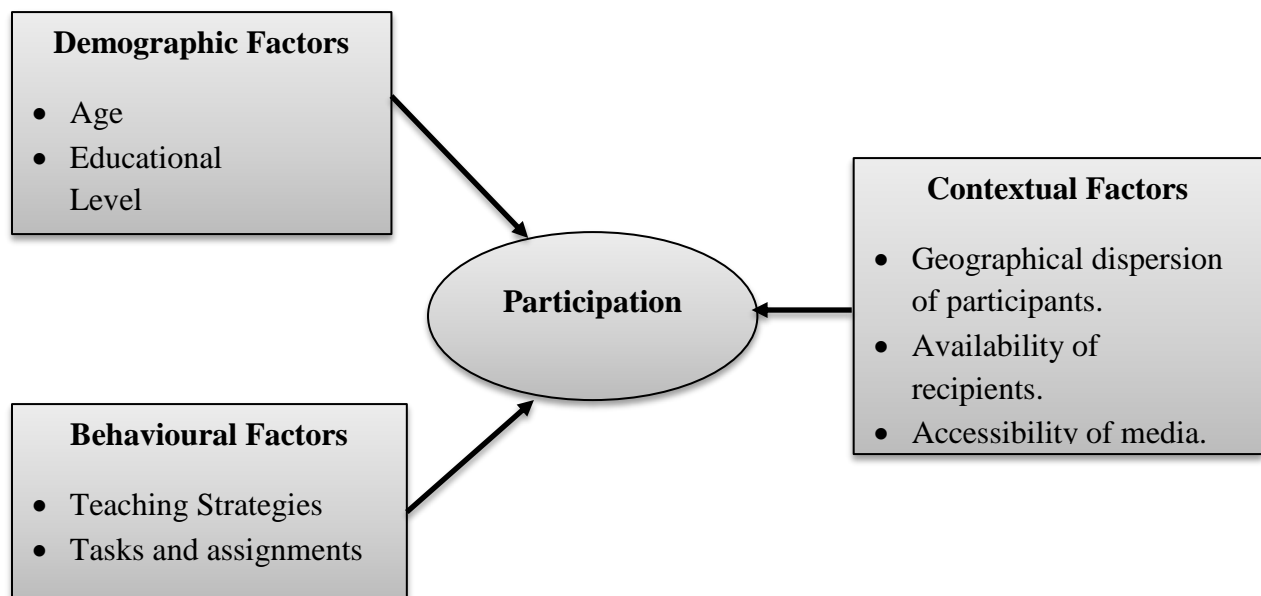 Demographic Factors
• Age
• Educational
Level
Contextual Factors
• Geographical dispersion
of participants.
• Availability of
recipients.
• Accessibility of media.
Participation
Behavioural Factors
• Teaching Strategies
• Tasks and assignments